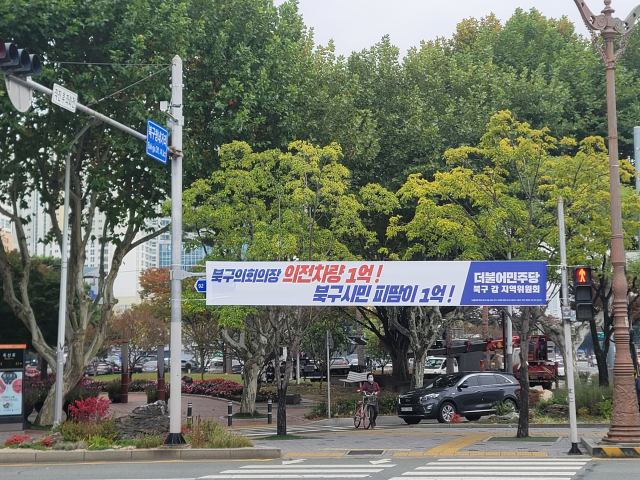 북구의회의장 의전차량 1억!
북구시민 피땀이 1억!
더불어민주당
북구 갑 지역위원회
92